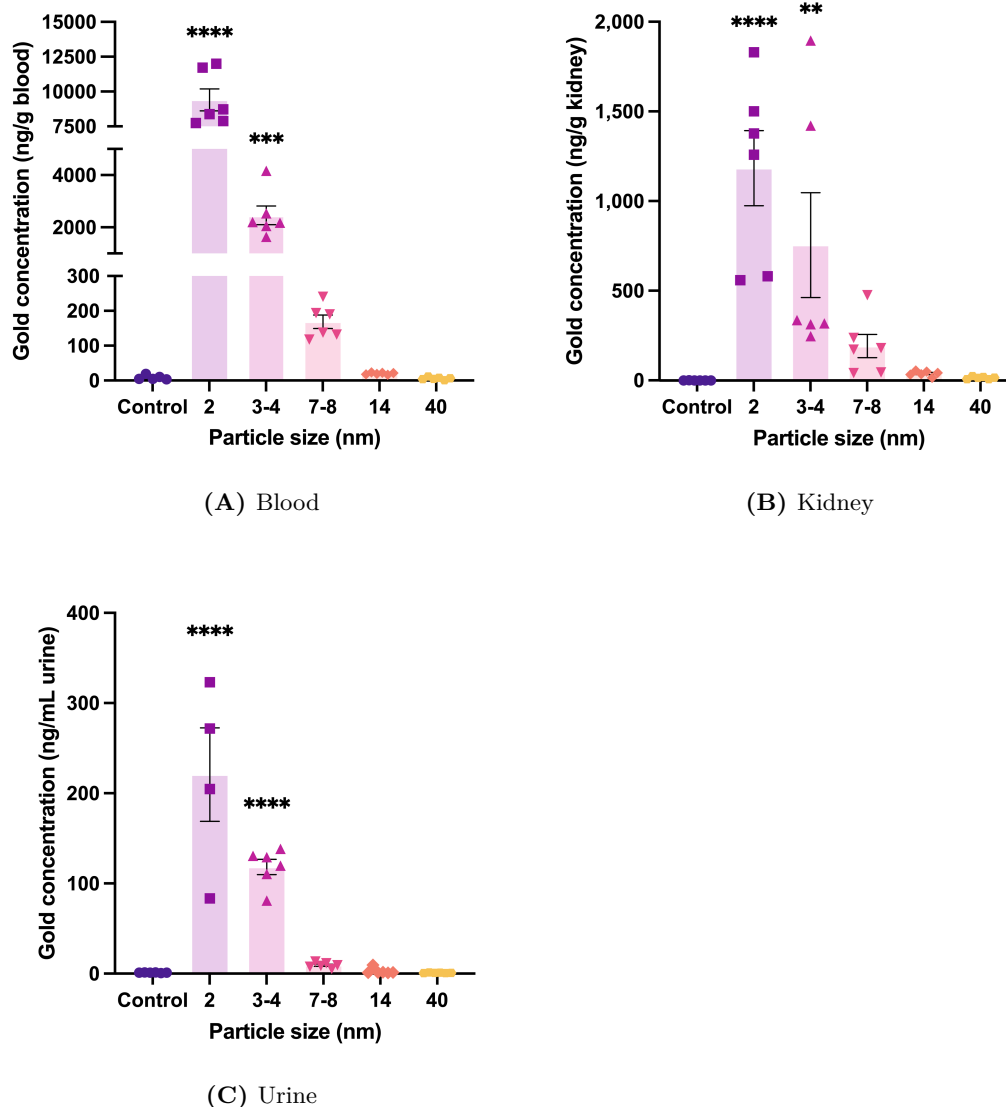 Gold concentration (ng/g blood)
15000
12500
10000
7500
4000
2000
300
200
100
0
****
***
Control 2 3-4 7-8 14 40
Particle size (nm)
(A) Blood
Gold concentration (ng/g kidney)
2,000
1,500
1,000
500
0
****
**
Control 2 3-4 7-8 14 40
Particle size (nm)
(B) Kidney
Gold concentration (ng/mL urine)
400
300
200
100
0
****
****
Control 2 3-4 7-8 14 40
Particle size (nm)
(C) Urine